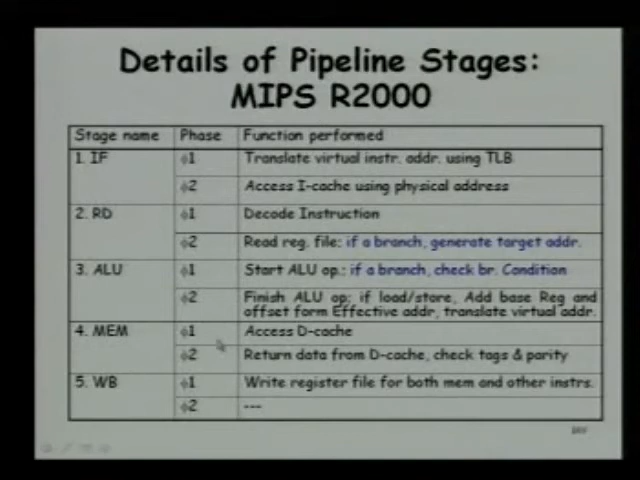 Details of Pipeline Stages:
MIPS R2000
Stage name Phase Function performed
1. IF ϕ1 Translate virtual instr. addr. using TLB
ϕ2 Access I-cache using physical address
2. RD ϕ1 Decode Instruction
ϕ2 Read reg. file; if a branch, generate target addr.
3. ALU ϕ1 Start ALU op.; if a branch, check br. Condition
ϕ2 Finish ALU op; if load/store, Add base Reg and
offset form Effective addr, translate virtual addr.
4. MEM ϕ1 Access D-cache
ϕ2 Return data from D-cache, check tags & parity
5. WB ϕ1 Write register file for both mem and other instrs.
ϕ2 ---